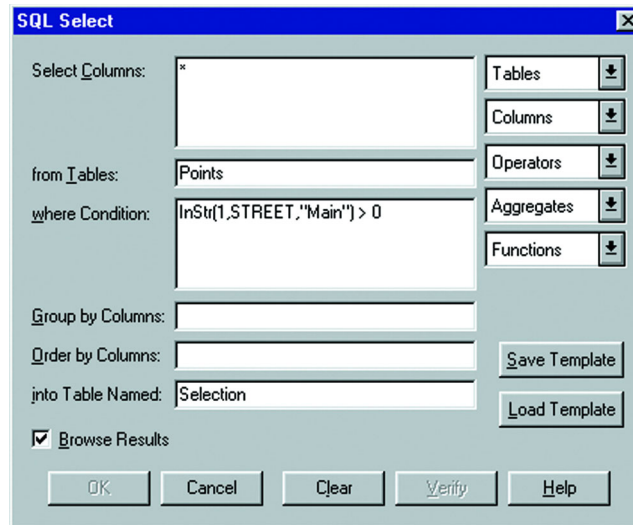 SQL Select
Select Columns:
*
Tables
Columns
from Tables:
Points
Operators
where Condition:
InStr(1,STREET,"Main") > 0
Aggregates
Functions
Group by Columns:
Order by Columns:
Save Template
into Table Named:
Selection
Load Template
Browse Results
OK
Cancel
Clear
Verify
Help